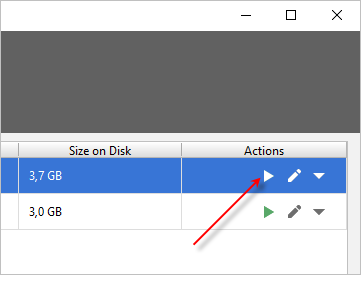 Size on Disk Actions
3,7 GB
3,0 GB